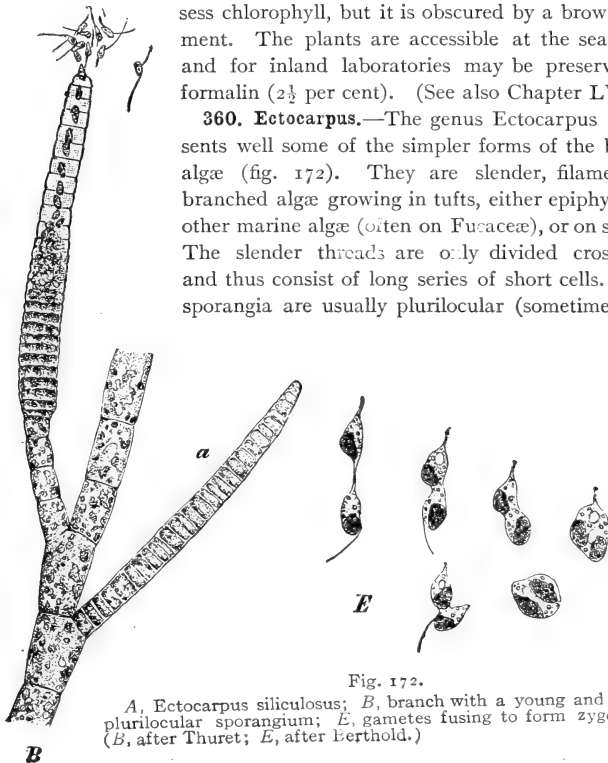 sess chlorophyll, but it is obscured by a brow
ment. The plants are accessible at the sea
and for inland laboratories may be preserv
formalin (2½ per cent). (See also Chapter LV
360. Ectocarpus.—The genus Ectocarpus
sents well some of the simpler forms of the b
algæ (fig. 172). They are slender, filame
branched algæ growing in tufts, either epiphy
other marine algæ (often on Fucaceæ), or on s
The slender threads are only divided cros
and thus consist of long series of short cells.
sporangia are usually plurilocular (sometime
a
E
B
Fig. 172.
A, Ectocarpus siliculosus; B, branch with a young and
plurilocular sporangium; E, gametes fusing to form zyg
(B, after Thuret; E, after Berthold.)